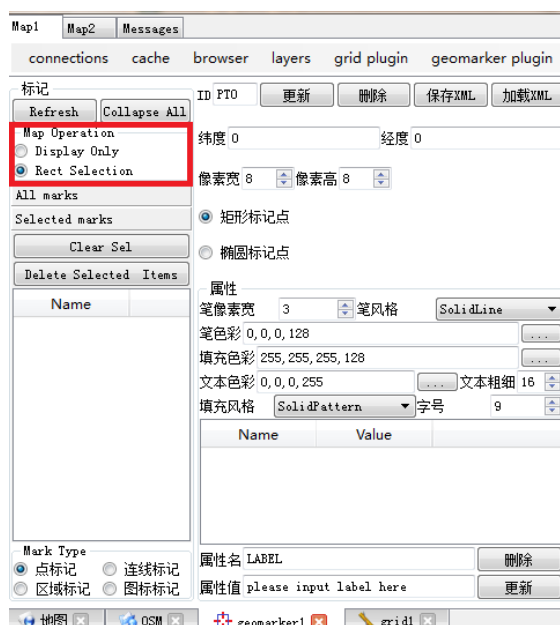 Map1 Map2 Messages
connections cache browser layers grid plugin geomarker plugin
标记
Refresh Collapse All
Map Operation
Display Only
Rect Selection
All marks
Selected marks
Clear Sel
Delete Selected Items
Name
Mark Type
点标记 连线标记
区域标记 图标标记
ID PT0 更新 删除 保存XML 加载XML
纬度 0 经度 0
像素宽 8 像素高 8
矩形标记点
椭圆标记点
属性
笔像素宽 3 笔风格 SolidLine
笔色彩 0,0,0,128 ...
填充色彩 255,255,255,128 ...
文本色彩 0,0,0,255 ... 文本粗细 16
填充风格 SolidPattern 字号 9
Name Value
属性名 LABEL 删除
属性值 please input label here 更新
地图 OSM geomarker1 grid1